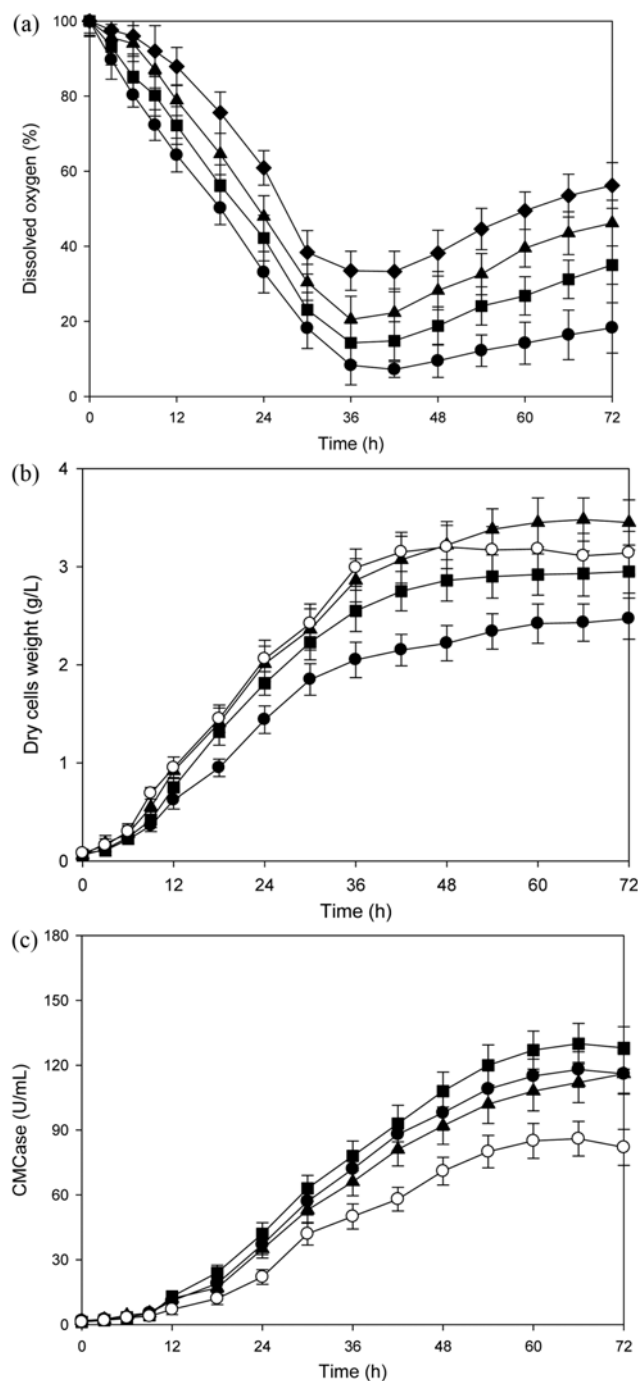 (a)
100
80
60
40
20
0
Dissolved oxygen (%)
0 12 24 36 48 60 72
Time (h)
(b)
4
3
2
1
0
Dry cells weight (g/L)
0 12 24 36 48 60 72
Time (h)
(c)
180
150
120
90
60
30
0
CMCase (U/mL)
0 12 24 36 48 60 72
Time (h)